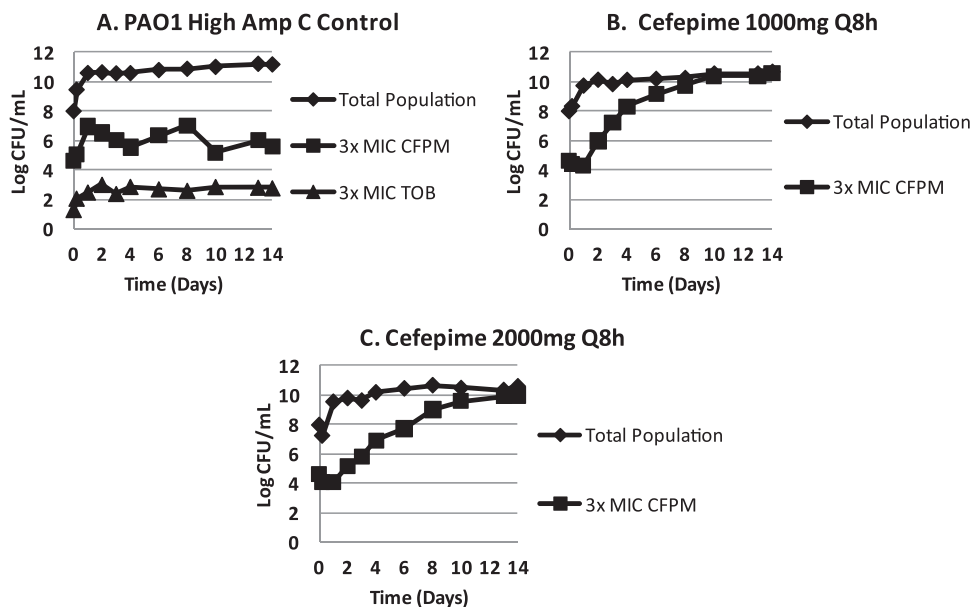 A. PAO1 High Amp C Control
Log CFU/mL
12
10
8
6
4
2
0
0 2 4 6 8 10 12 14
Time (Days)
Total Population
3x MIC CFPM
3x MIC TOB
B. Cefepime 1000mg Q8h
Log CFU/mL
12
10
8
6
4
2
0
0 2 4 6 8 10 12 14
Time (Days)
Total Population
3x MIC CFPM
C. Cefepime 2000mg Q8h
Log CFU/mL
12
10
8
6
4
2
0
0 2 4 6 8 10 12 14
Time (Days)
Total Population
3x MIC CFPM